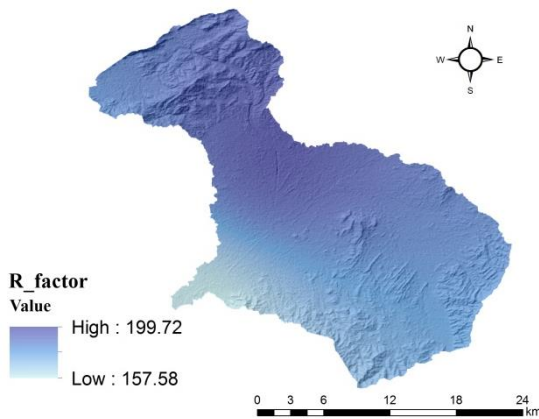 N
W E
S
R_factor
Value
High : 199.72
Low : 157.58
0 3 6 12 18 24
km